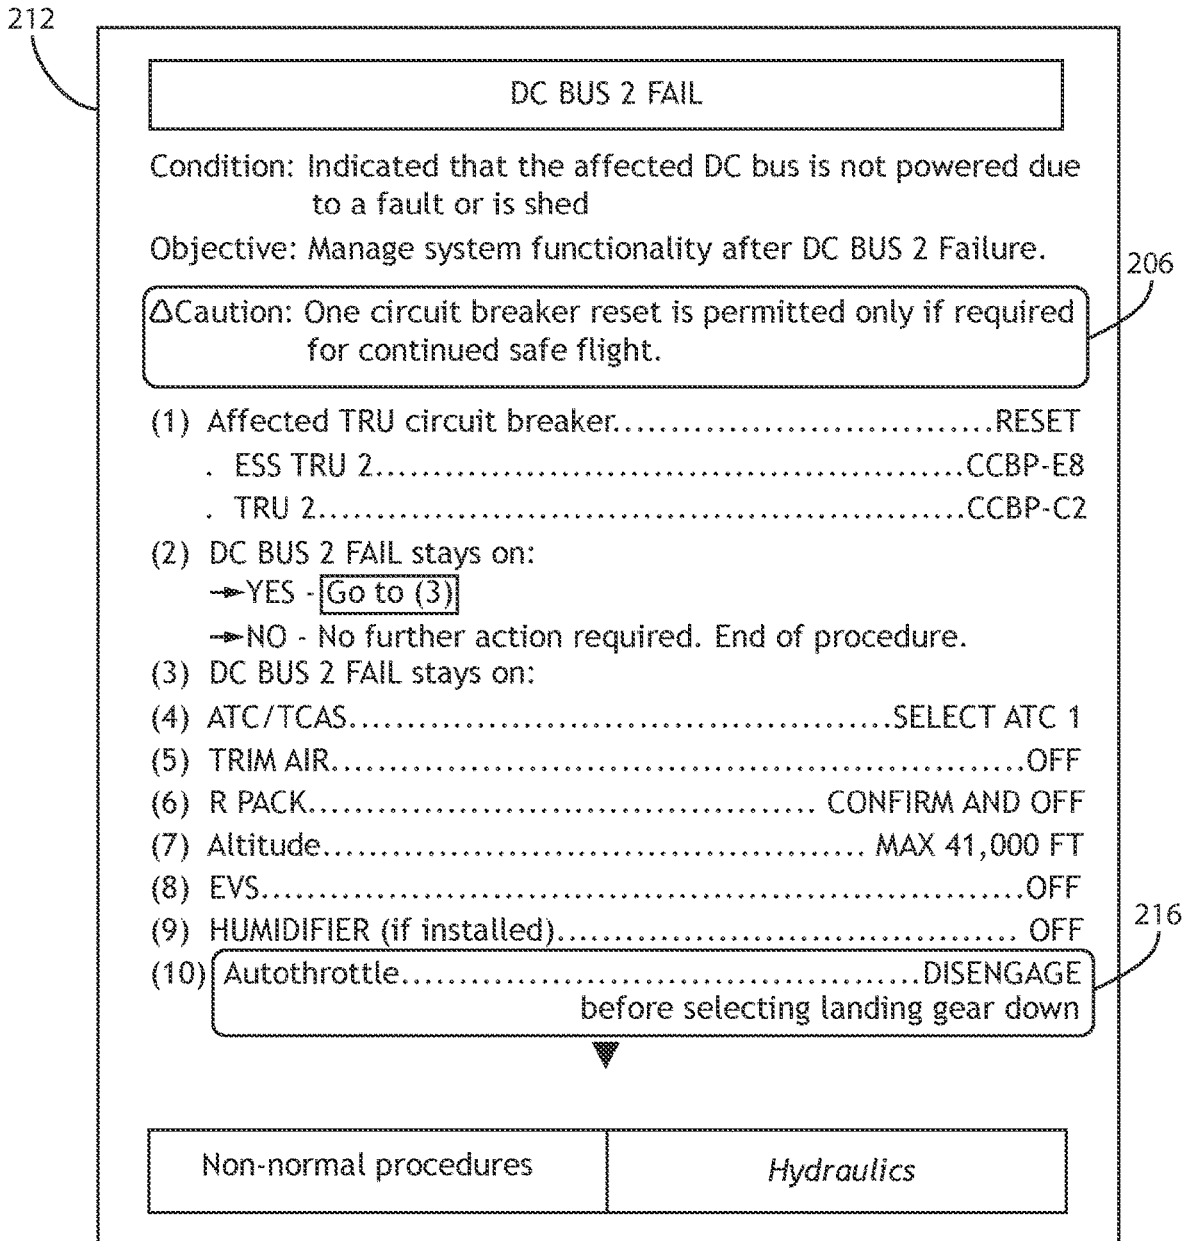 212
DC BUS 2 FAIL
Condition: Indicated that the affected DC bus is not powered due
to a fault or is shed
Objective: Manage system functionality after DC BUS 2 Failure.
206
△Caution: One circuit breaker reset is permitted only if required
for continued safe flight.
(1) Affected TRU circuit breaker..............................RESET
. ESS TRU 2..........................................CCBP-E8
. TRU 2..............................................CCBP-C2
(2) DC BUS 2 FAIL stays on:
→YES - Go to (3)
→NO - No further action required. End of procedure.
(3) DC BUS 2 FAIL stays on:
(4) ATC/TCAS.......................................SELECT ATC 1
(5) TRIM AIR..................................................OFF
(6) R PACK..................................... CONFIRM AND OFF
(7) Altitude....................................... MAX 41,000 FT
(8) EVS.......................................................OFF
(9) HUMIDIFIER (if installed)................................. OFF
216
(10) Autothrottle.....................................DISENGAGE
before selecting landing gear down
▼
Non-normal procedures
Hydraulics